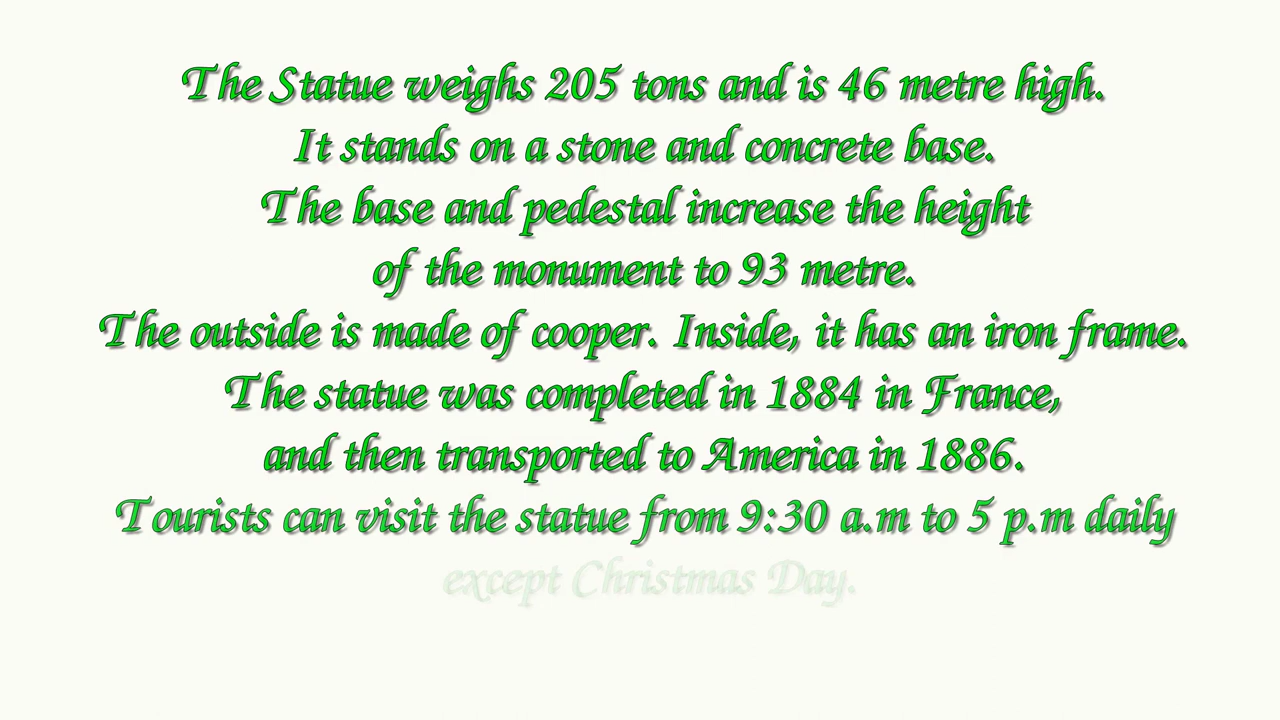 The Statue weighs 205 tons and is 46 metre high.
It stands on a stone and concrete base.
The base and pedestal increase the height
of the monument to 93 metre.
The outside is made of cooper. Inside, it has an iron frame.
The statue was completed in 1884 in France,
and then transported to America in 1886.
Tourists can visit the statue from 9:30 a.m to 5 p.m daily
except Christmas Day.